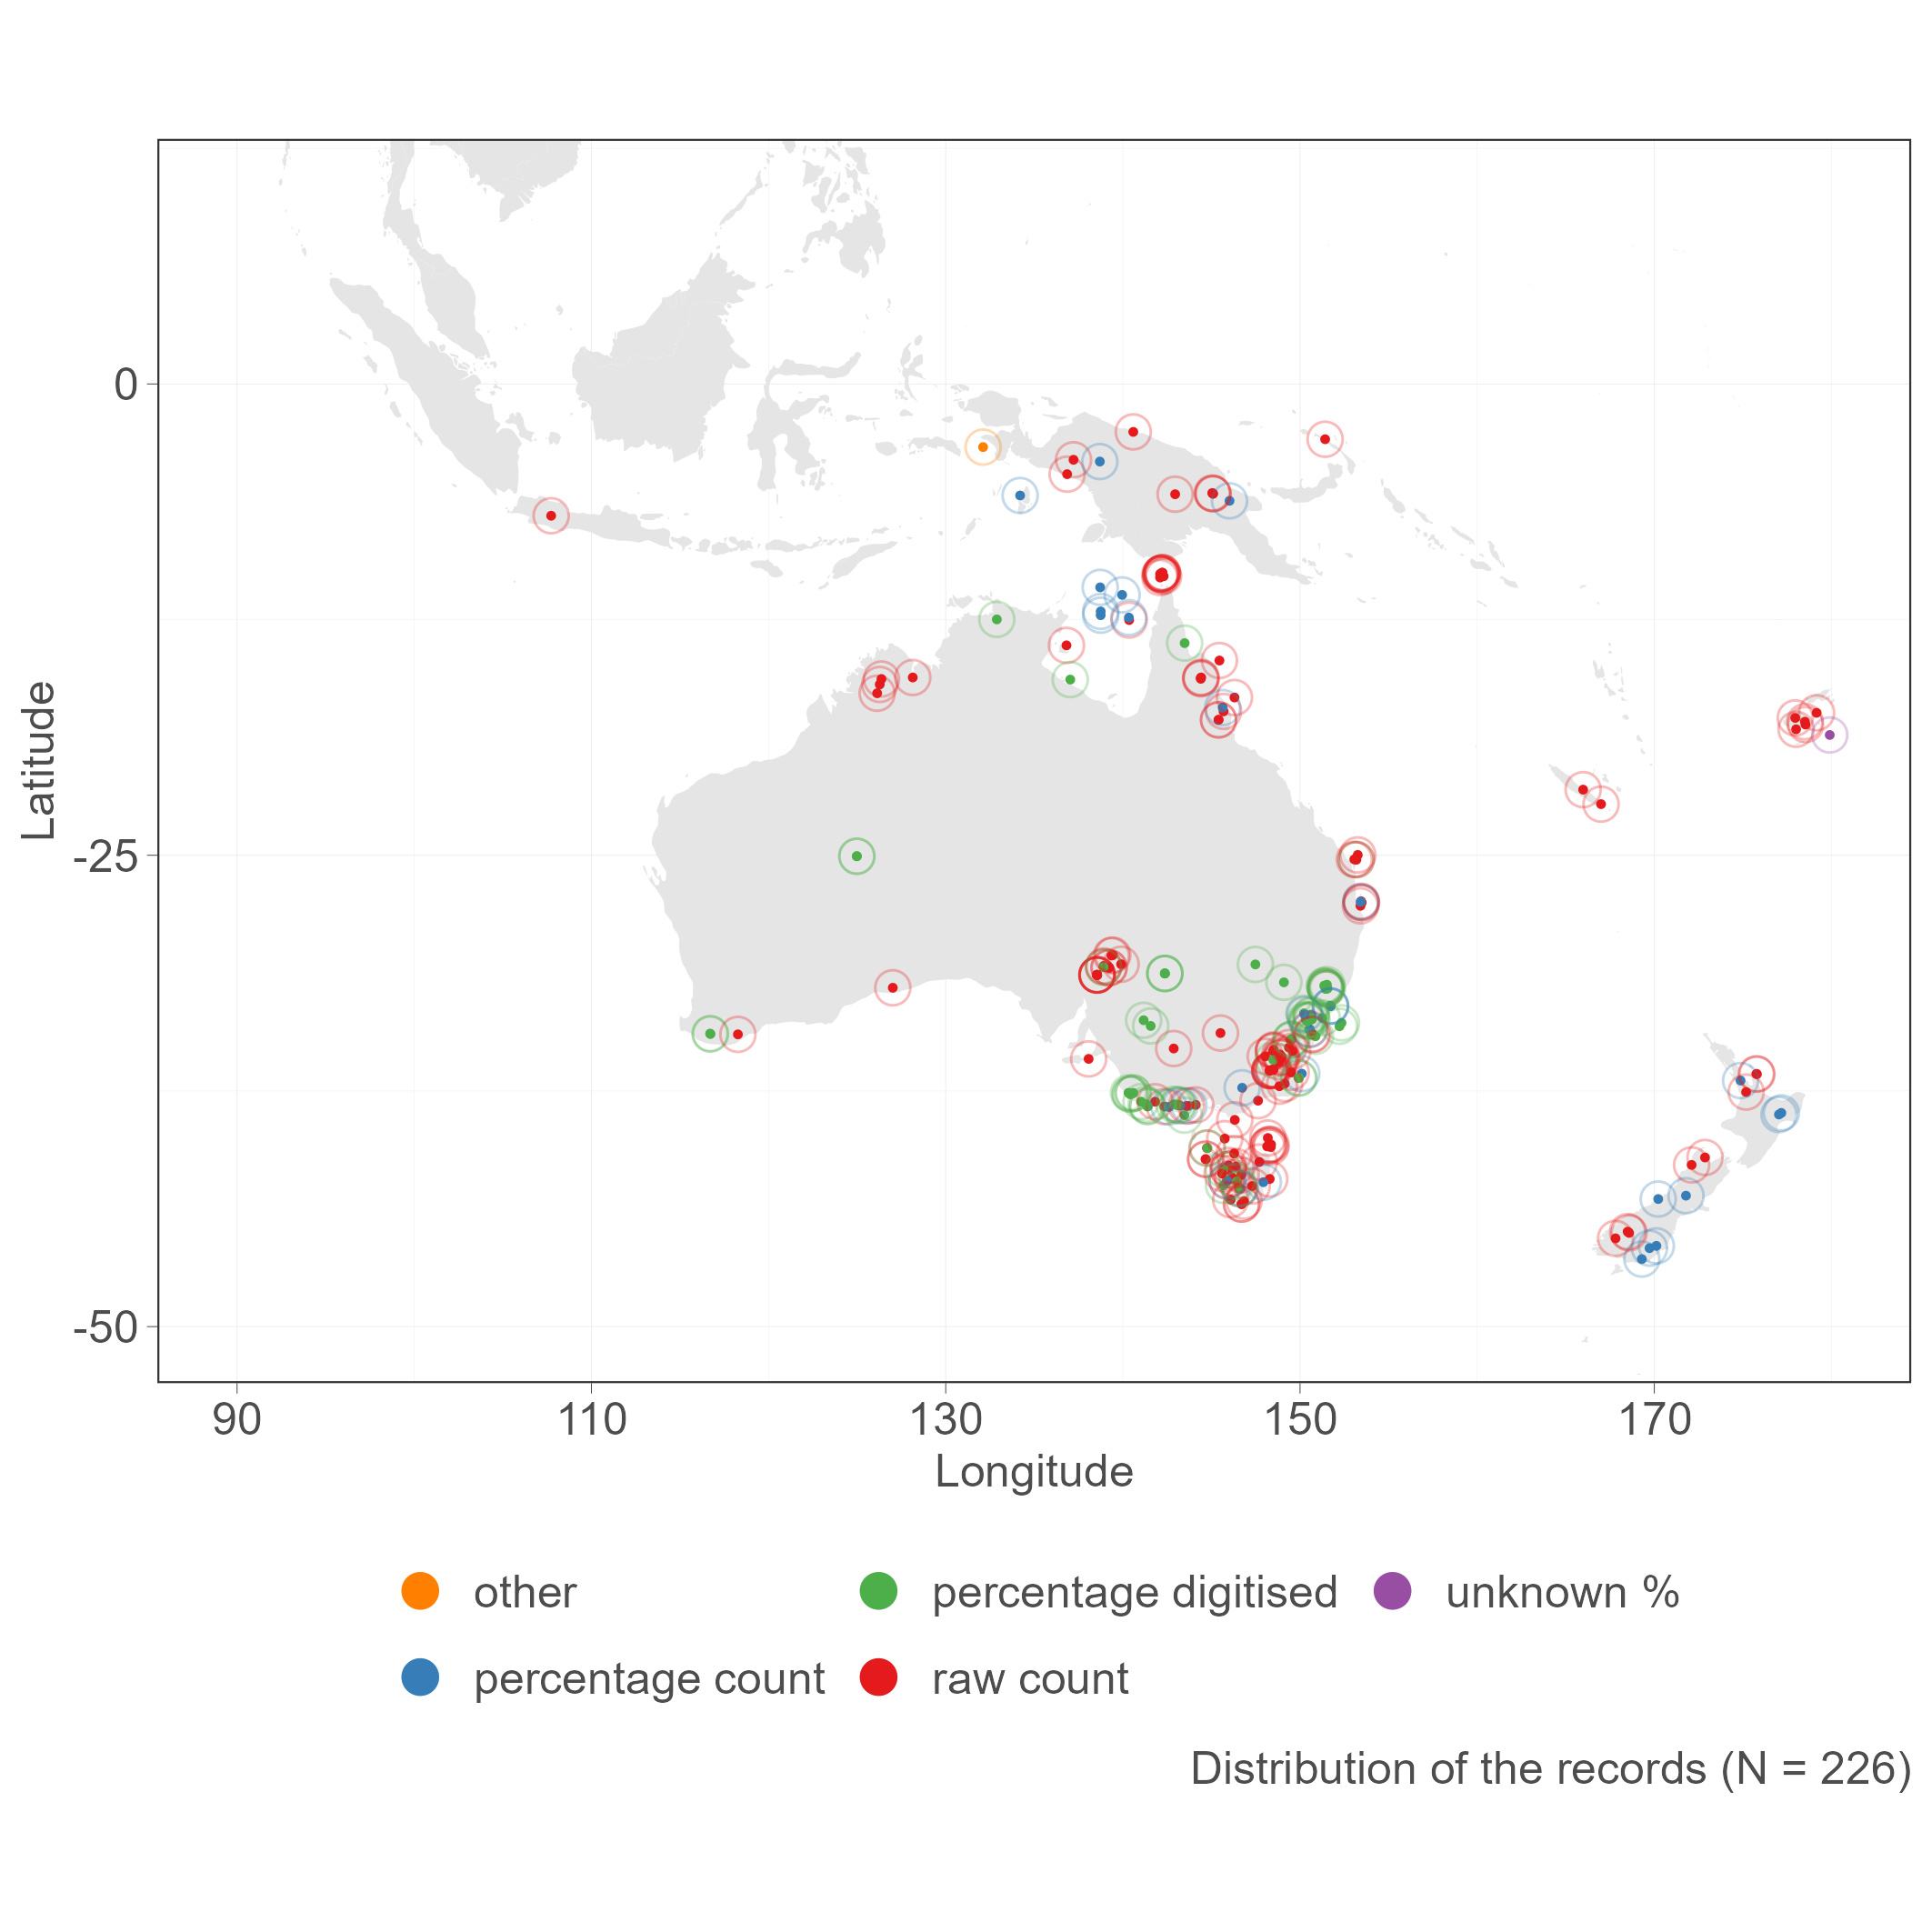 0
-25
-50
Latitude
90 110 130 150 170
Longitude
other percentage digitised unknown %
percentage count raw count
Distribution of the records (N = 226)